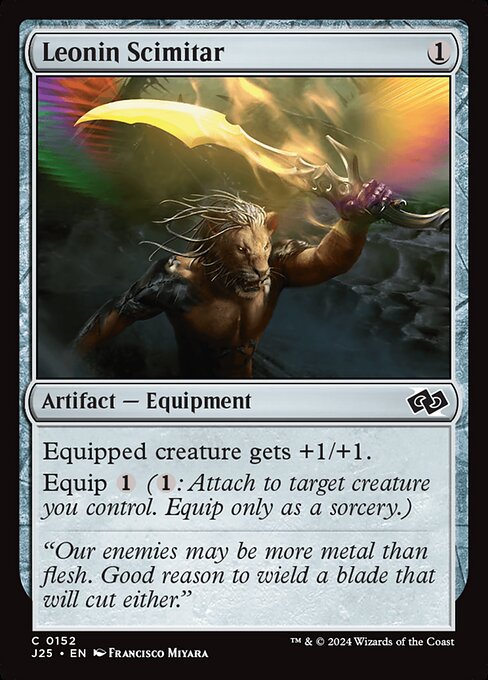 Leonin Scimitar 1
Artifact — Equipment
Equipped creature gets +1/+1.
Equip 1 (1: Attach to target creature
you control. Equip only as a sorcery.)
“Our enemies may be more metal than
flesh. Good reason to wield a blade that
will cut either.”
C 0152
J25 • EN Francisco Miyara
™ & © 2024 Wizards of the Coast